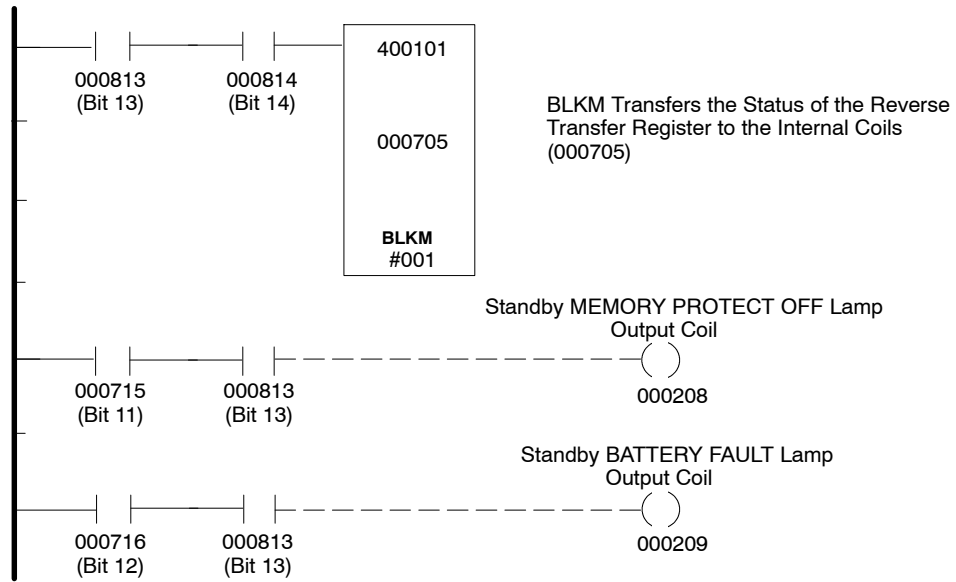 400101
000813
(Bit 13)
000814
(Bit 14)
000705
BLKM
#001
BLKM Transfers the Status of the Reverse
Transfer Register to the Internal Coils
(000705)
Standby MEMORY PROTECT OFF Lamp
Output Coil
000715
(Bit 11)
000813
(Bit 13)
000208
Standby BATTERY FAULT Lamp
Output Coil
000716
(Bit 12)
000813
(Bit 13)
000209